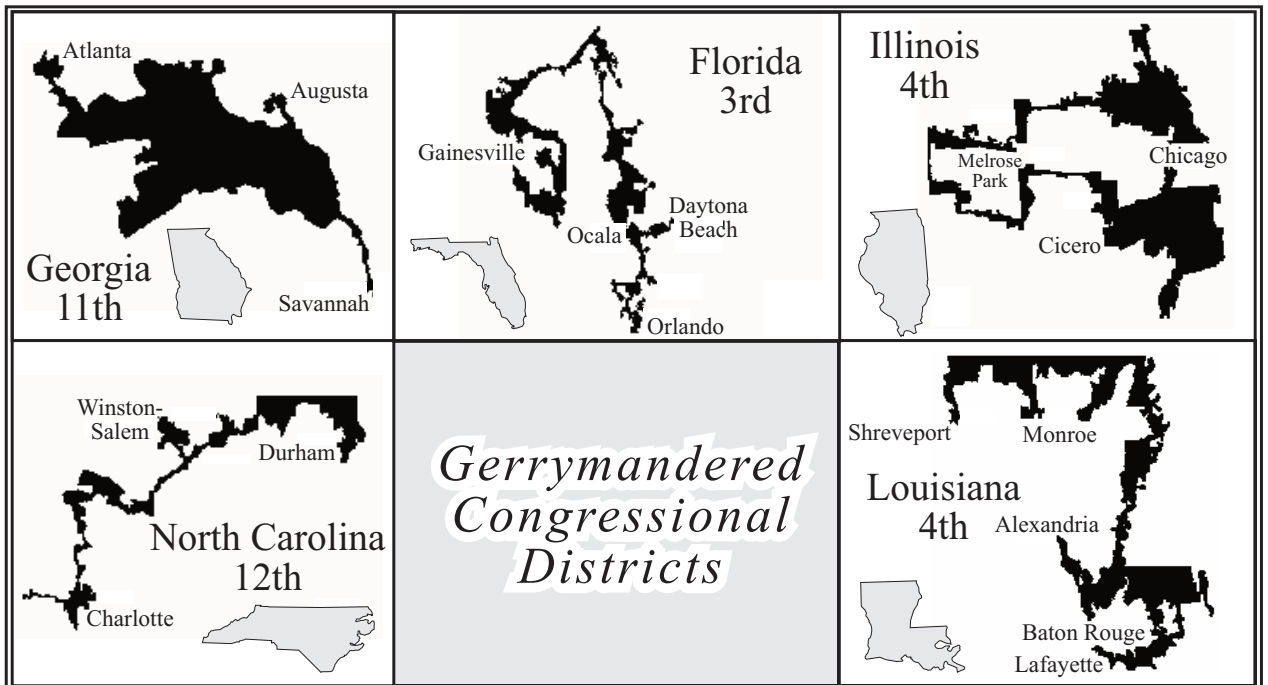 Atlanta
Augusta
Georgia
11th
Savannah
Florida
3rd
Gainesville
Ocala
Daytona
Beach
Orlando
Illinois
4th
Melrose
Park
Chicago
Cicero
Winston-
Salem
Durham
North Carolina
12th
Charlotte
Gerrymandered
Congressional
Districts
Shreveport
Monroe
Louisiana
4th
Alexandria
Baton Rouge
Lafayette